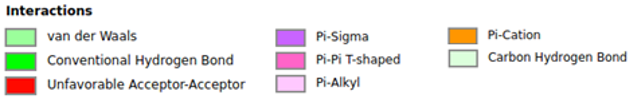 Interactions
van der Waals
Conventional Hydrogen Bond
Unfavorable Acceptor-Acceptor
Pi-Sigma
Pi-Pi T-shaped
Pi-Alkyl
Pi-Cation
Carbon Hydrogen Bond